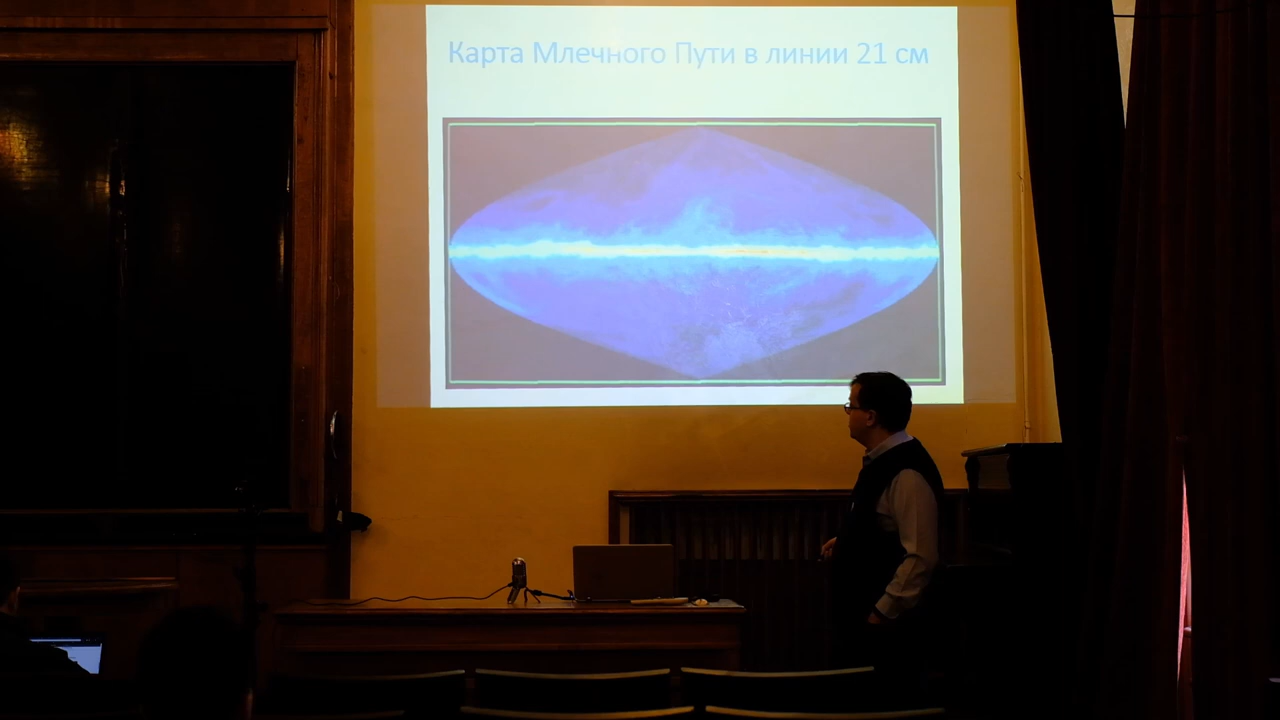 Карта Млечного Пути в линии 21 см